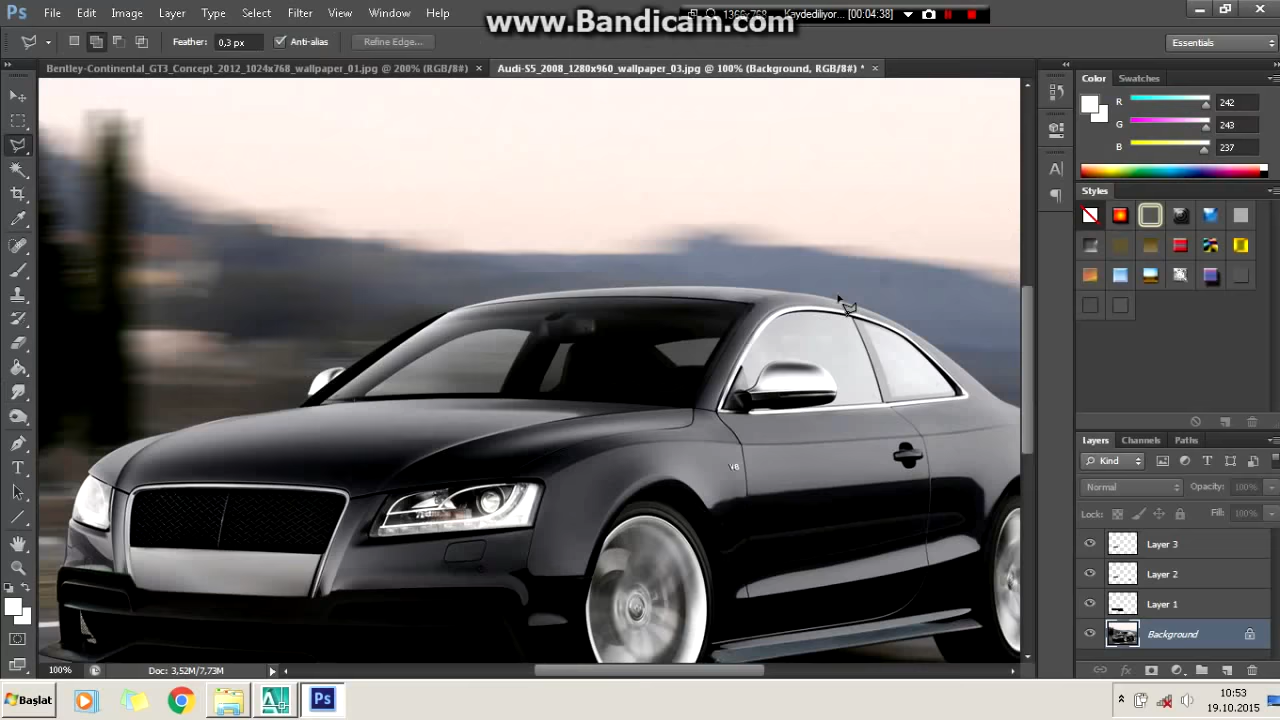 Ps File Edit Image Layer Type Select Filter View Window Help
1366x768 Kaydediliyor... [00:04:38]
www.Bandicam.com
Feather: 0,3 px Anti-alias Refine Edge... Essentials
Bentley-Continental_GT3_Concept_2012_1024x768_wallpaper_01.jpg @ 200% (RGB/8#) × Audi-S5_2008_1280x960_wallpaper_03.jpg @ 100% (Background, RGB/8#) * ×
Color Swatches
R 242
G 243
B 237
Styles
V8
Layers Channels Paths
Kind
Normal Opacity: 100%
Lock: Fill: 100%
Layer 3
Layer 2
Layer 1
Background
100% Doc: 3,52M/7,73M
Başlat Ps 10:53
19.10.2015